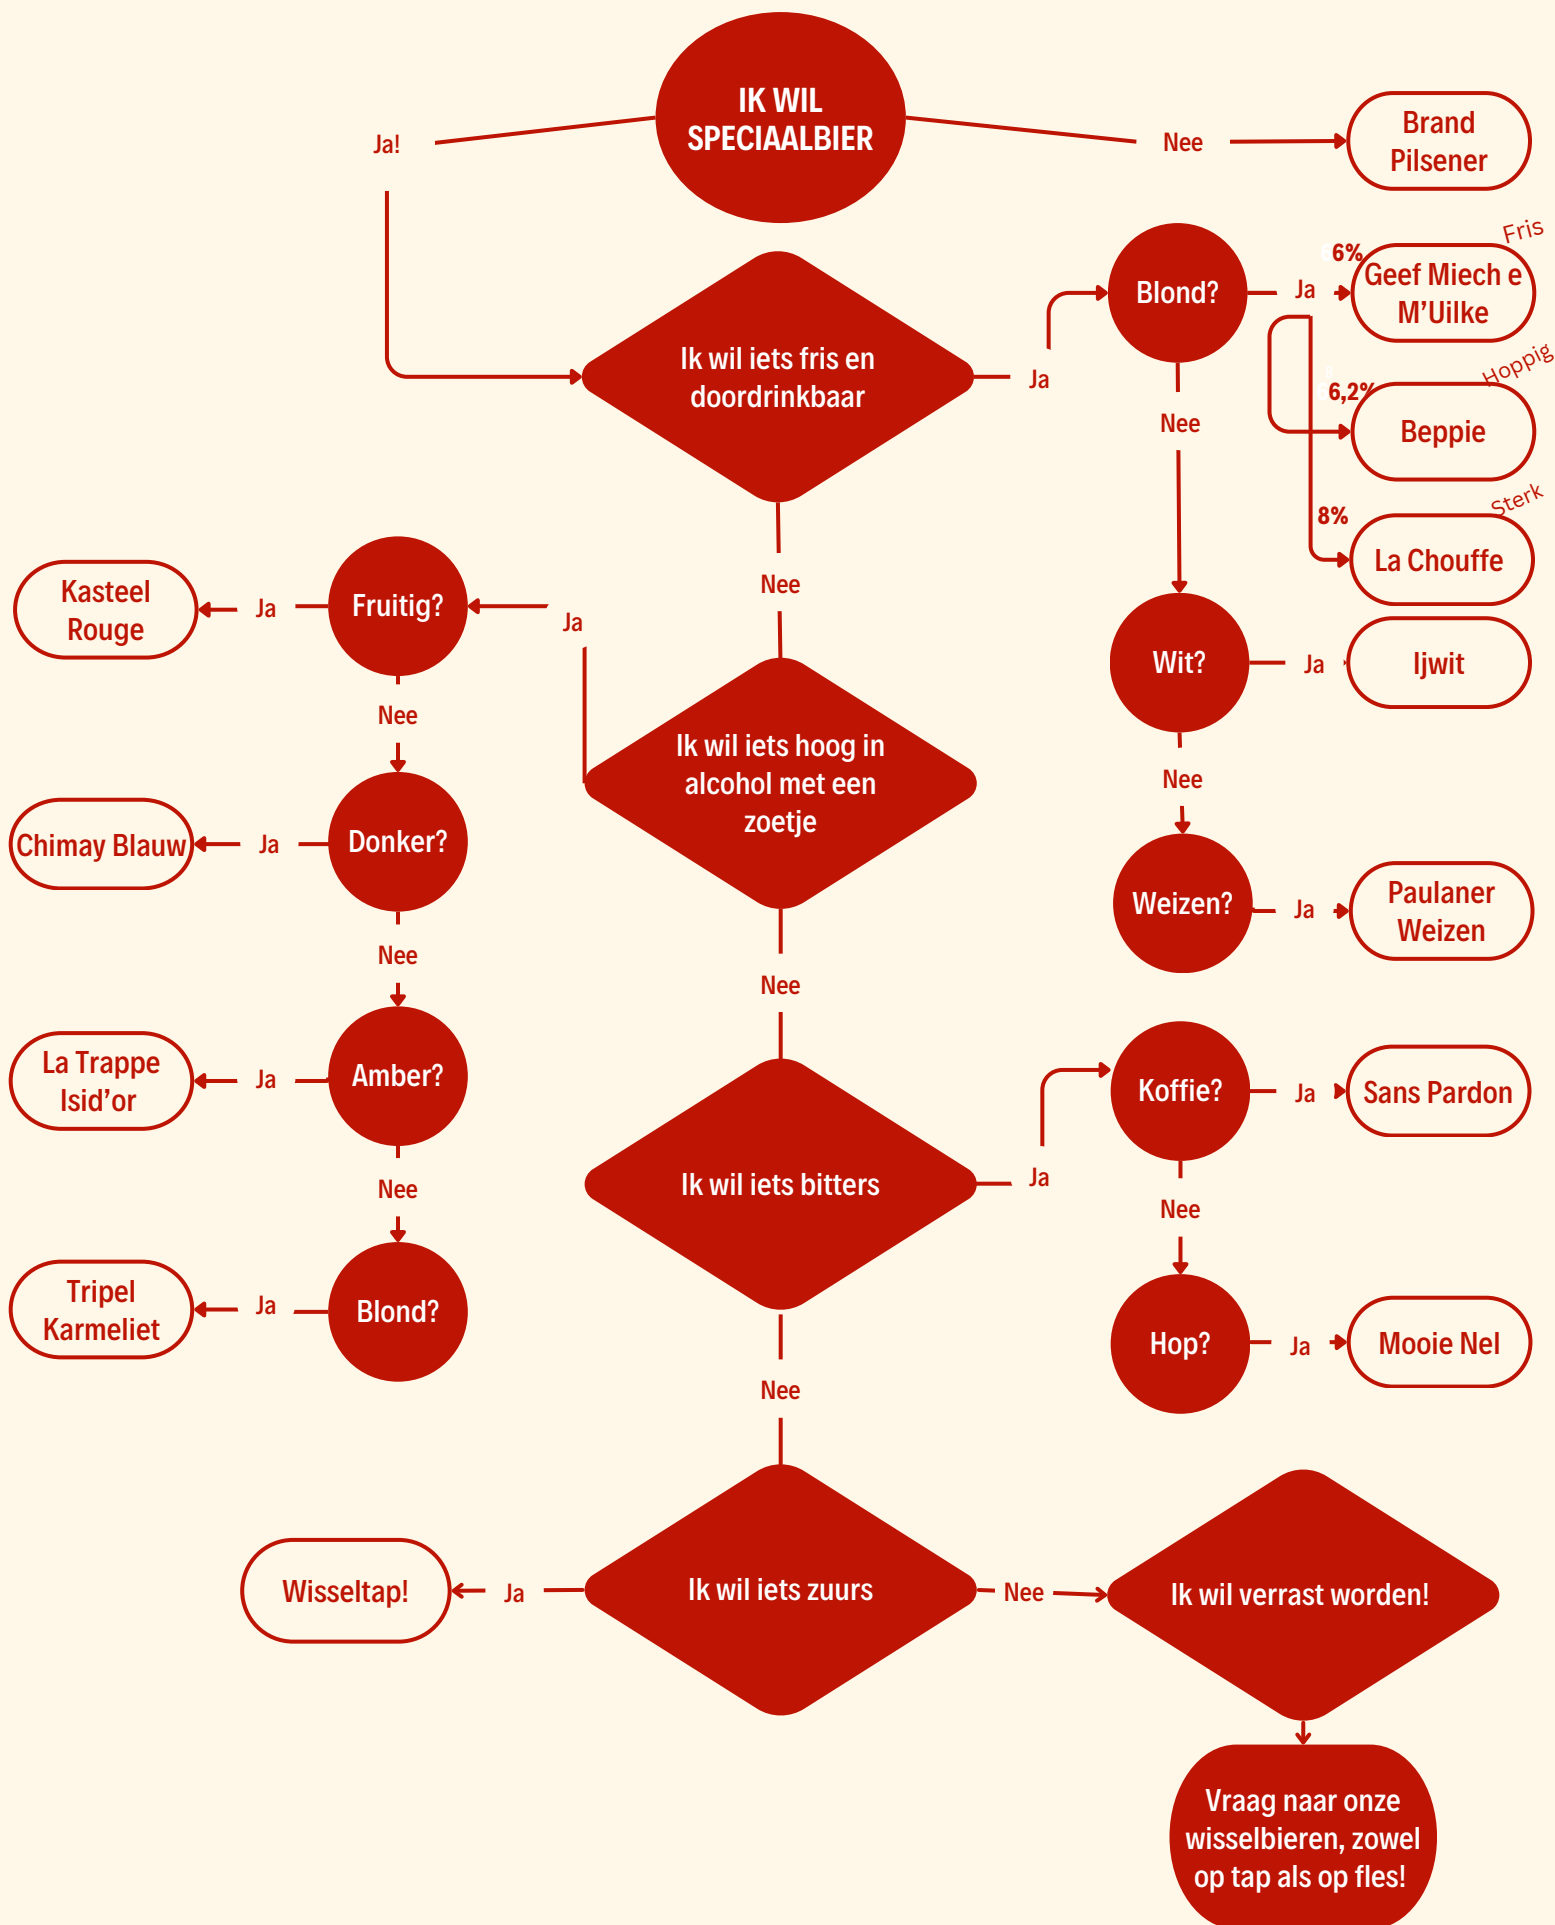 IK WIL
SPECIAALBIER
Ja!
Nee
Brand
Pilsener
Ik wil iets fris en
doordrinkbaar
Ja
Blond?
Ja
6%
Fris
Geef Miech e
M'Uilke
6,2%
Hoppig
Beppie
8%
Sterk
La Chouffe
Nee
Wit?
Ja
Ijwit
Nee
Weizen?
Ja
Paulaner
Weizen
Nee
Ik wil iets hoog in
alcohol met een
zoetje
Ja
Fruitig?
Ja
Kasteel
Rouge
Nee
Donker?
Ja
Chimay Blauw
Nee
Amber?
Ja
La Trappe
Isid'or
Nee
Blond?
Ja
Tripel
Karmeliet
Nee
Ik wil iets bitters
Ja
Koffie?
Ja
Sans Pardon
Nee
Hop?
Ja
Mooie Nel
Nee
Ik wil iets zuurs
Ja
Wisseltap!
Nee
Ik wil verrast worden!
Vraag naar onze
wisselbieren, zowel
op tap als op fles!